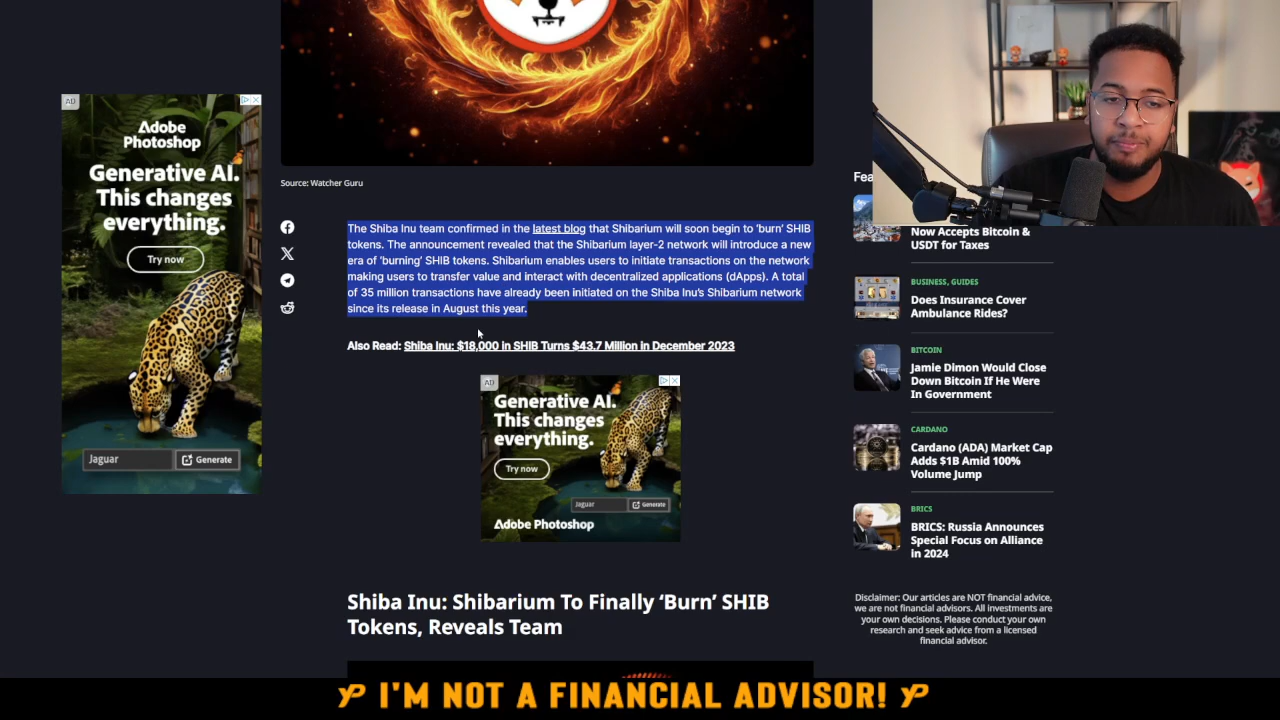 AD
Adobe
Photoshop
Generative AI.
This changes
everything.
Try now
Jaguar
Generate
Source: Watcher Guru
The Shiba Inu team confirmed in the latest blog that Shibarium will soon begin to ‘burn’ SHIB
tokens. The announcement revealed that the Shibarium layer-2 network will introduce a new
era of ‘burning’ SHIB tokens. Shibarium enables users to initiate transactions on the network
making users to transfer value and interact with decentralized applications (dApps). A total
of 35 million transactions have already been initiated on the Shiba Inu’s Shibarium network
since its release in August this year.
Also Read: Shiba Inu: $18,000 in SHIB Turns $43.7 Million in December 2023
AD
Generative AI.
This changes
everything.
Try now
Jaguar
Generate
Adobe Photoshop
Shiba Inu: Shibarium To Finally ‘Burn’ SHIB
Tokens, Reveals Team
Fea
Now Accepts Bitcoin &
USDT for Taxes
BUSINESS, GUIDES
Does Insurance Cover
Ambulance Rides?
BITCOIN
Jamie Dimon Would Close
Down Bitcoin If He Were
In Government
CARDANO
Cardano (ADA) Market Cap
Adds $1B Amid 100%
Volume Jump
BRICS
BRICS: Russia Announces
Special Focus on Alliance
in 2024
Disclaimer: Our articles are NOT financial advice,
we are not financial advisors. All investments are
your own decisions. Please conduct your own
research and seek advice from a licensed
financial advisor.
I'M NOT A FINANCIAL ADVISOR!